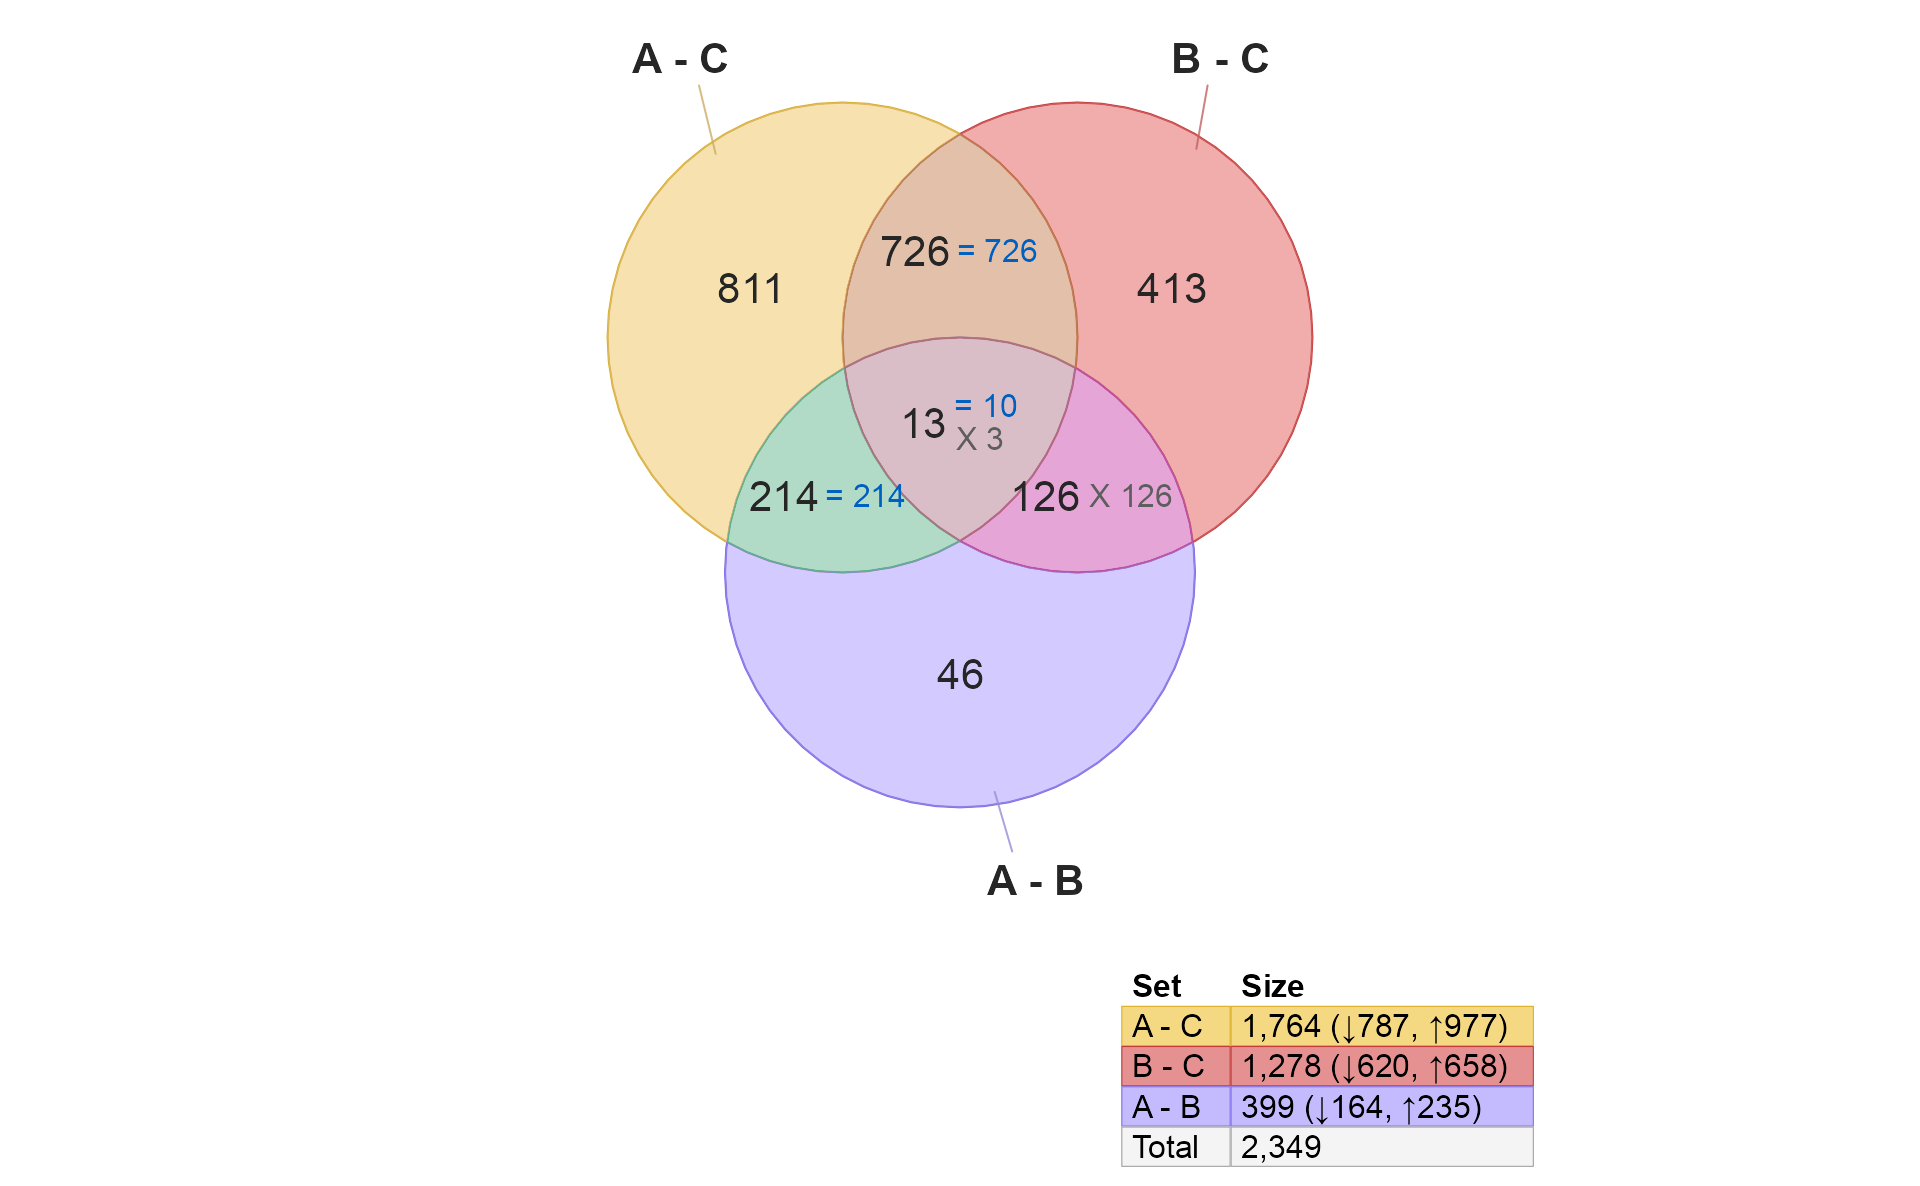 A - C
B - C
726 = 726
811
413
13 = 10
X 3
214 = 214
126 X 126
46
A - B
Set Size
A - C 1,764 (↓787, ↑977)
B - C 1,278 (↓620, ↑658)
A - B 399 (↓164, ↑235)
Total 2,349